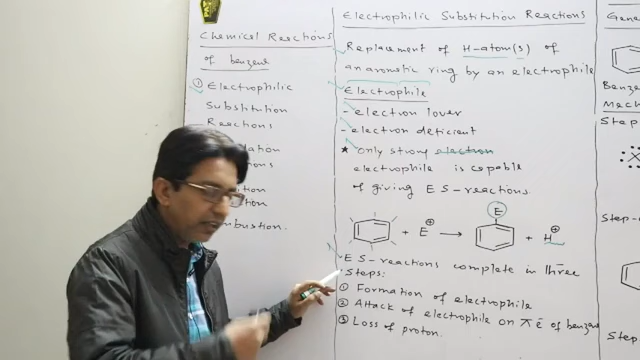 Chemical Reactions
of benzene
① Electrophilic
Substitution
Reactions
Electrophilic Substitution Reactions
Replacement of H-atom(s) of
an aromatic ring by an electrophile
Electrophile
- electron lover
- electron deficient
★ only strong electron
electrophile is capable
of giving ES-reactions.
+ E⊕ → E + H⊕
ES-reactions complete in three
Steps:
① Formation of electrophile
② Attack of electrophile on πē of benzene
③ Loss of proton.
Step
Step